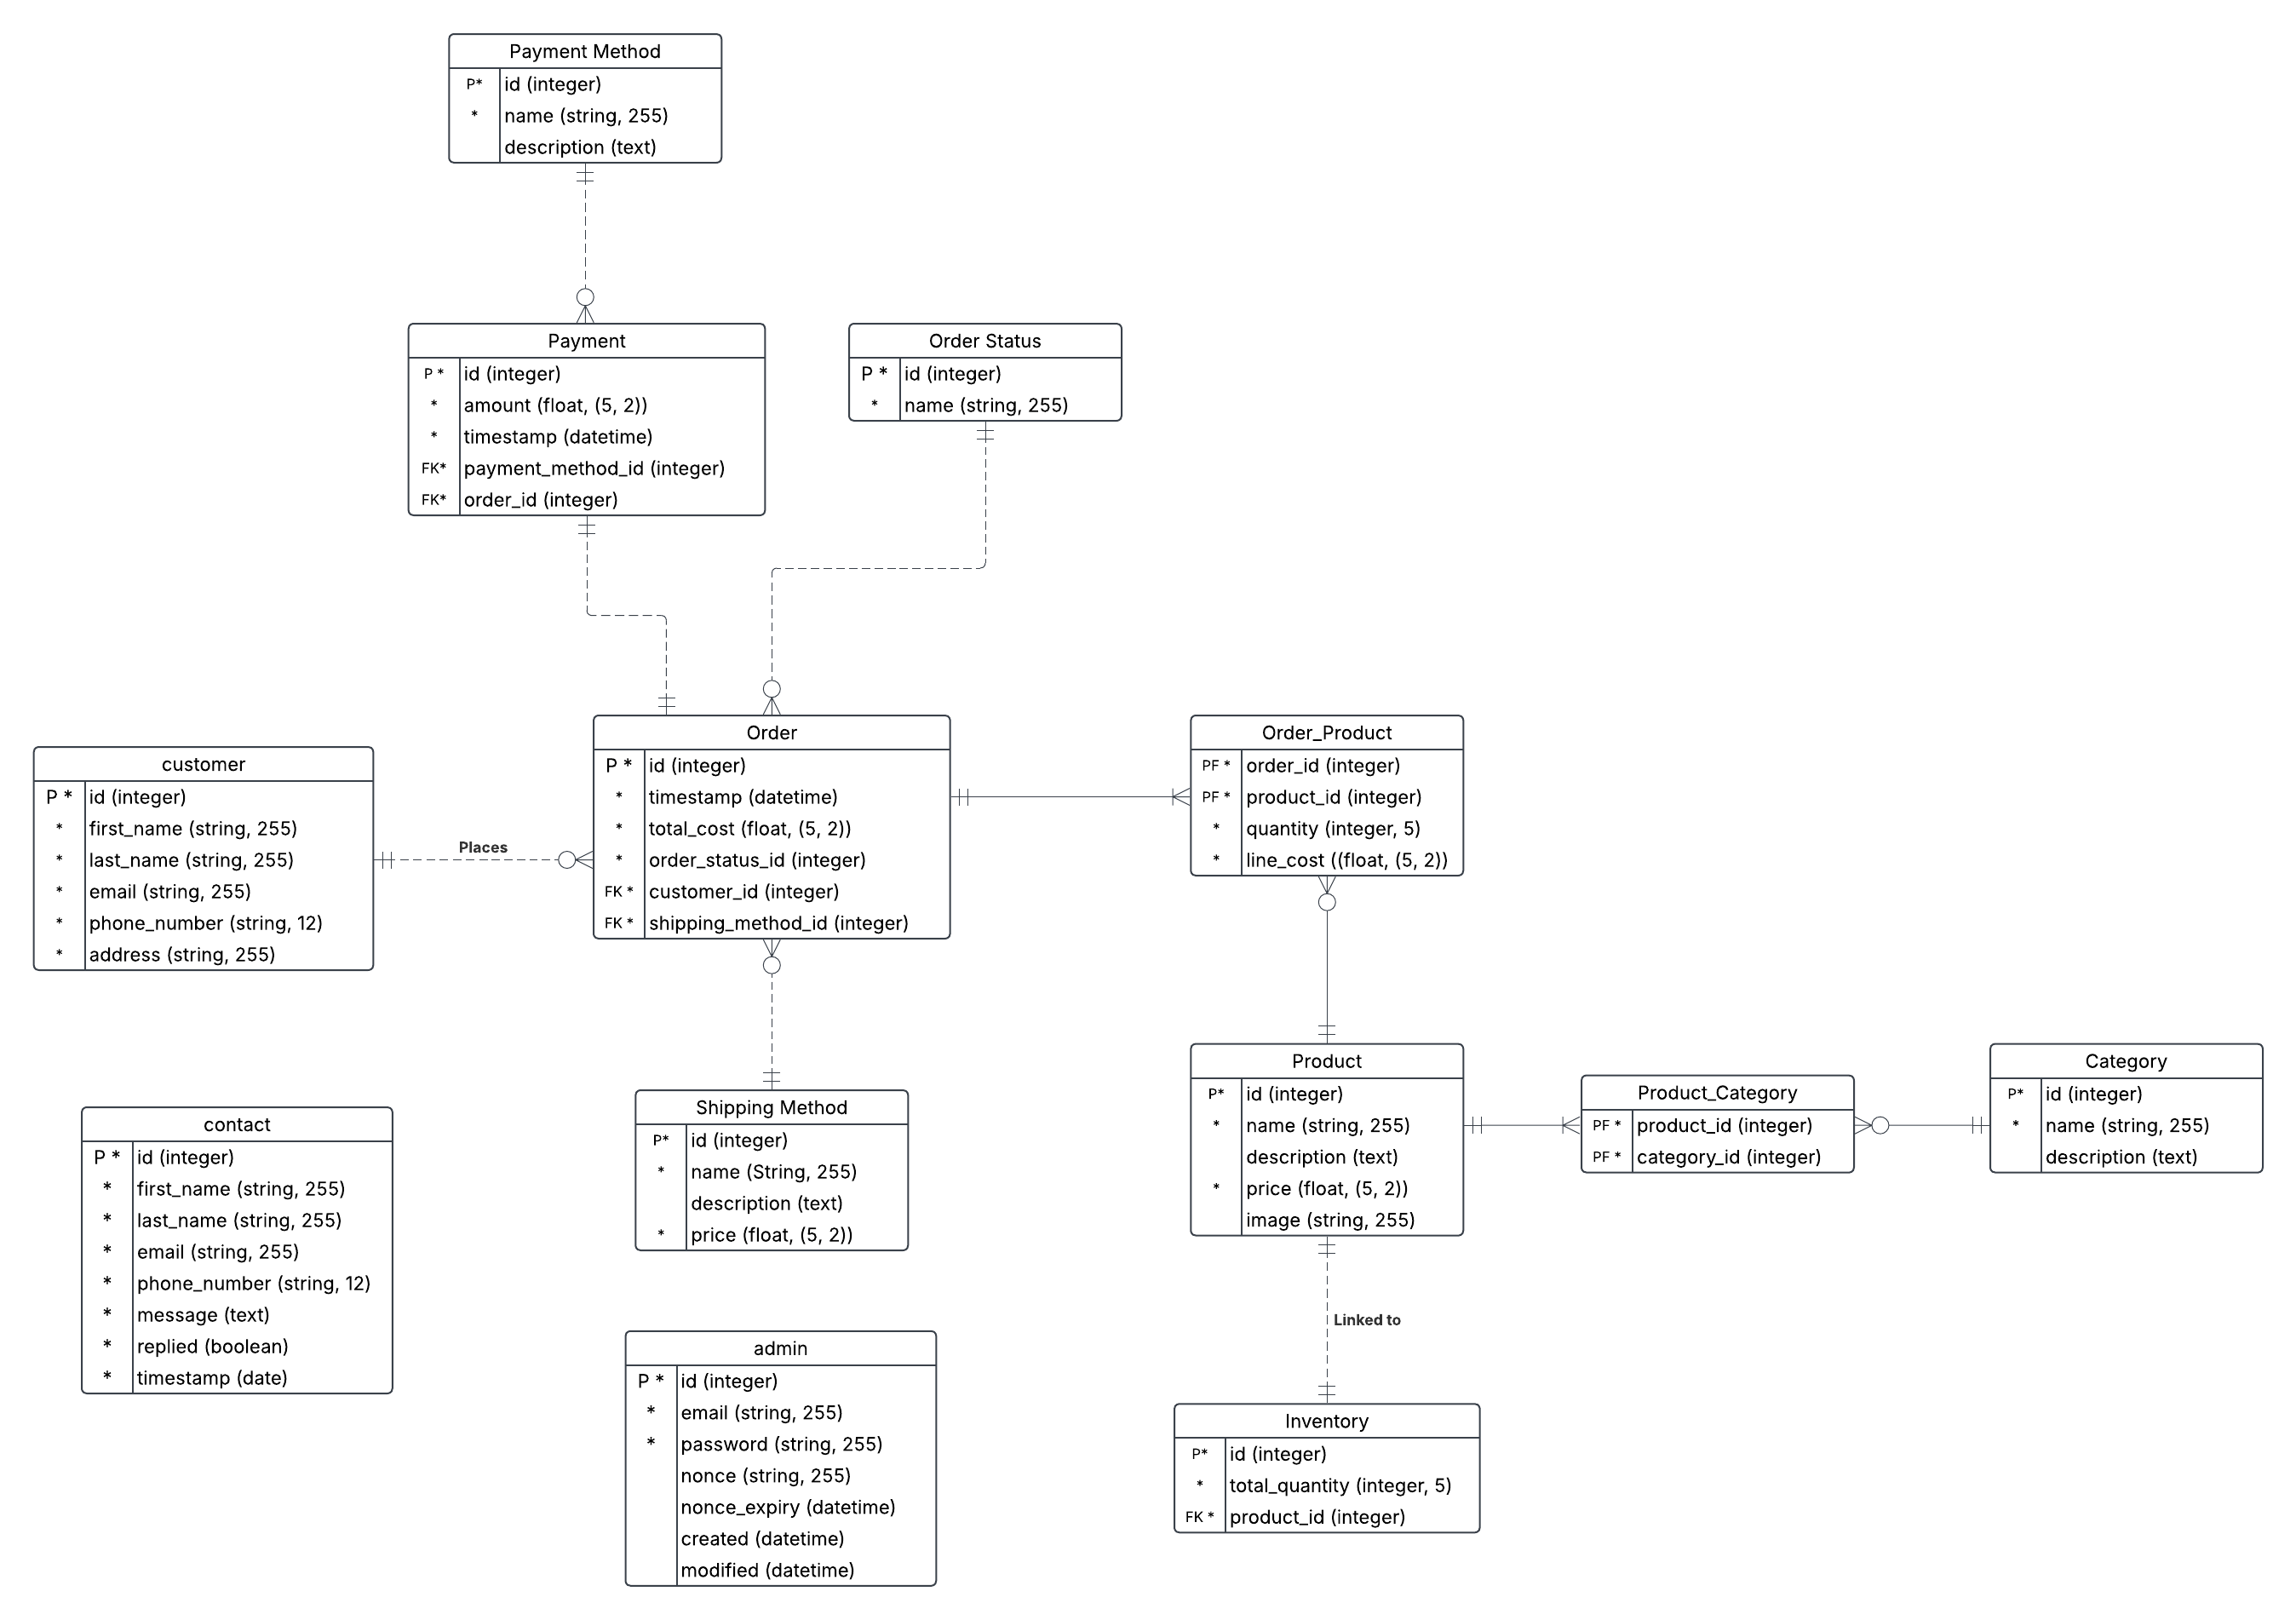 Payment Method
P* id (integer)
* name (string, 255)
description (text)
Payment
P * id (integer)
* amount (float, (5, 2))
* timestamp (datetime)
FK* payment_method_id (integer)
FK* order_id (integer)
Order Status
P * id (integer)
* name (string, 255)
customer
P * id (integer)
* first_name (string, 255)
* last_name (string, 255)
* email (string, 255)
* phone_number (string, 12)
* address (string, 255)
Places
Order
P * id (integer)
* timestamp (datetime)
* total_cost (float, (5, 2))
* order_status_id (integer)
FK * customer_id (integer)
FK * shipping_method_id (integer)
Order_Product
PF * order_id (integer)
PF * product_id (integer)
* quantity (integer, 5)
* line_cost ((float, (5, 2))
contact
P * id (integer)
* first_name (string, 255)
* last_name (string, 255)
* email (string, 255)
* phone_number (string, 12)
* message (text)
* replied (boolean)
* timestamp (date)
Shipping Method
P* id (integer)
* name (String, 255)
description (text)
* price (float, (5, 2))
Product
P* id (integer)
* name (string, 255)
description (text)
* price (float, (5, 2))
image (string, 255)
Product_Category
PF * product_id (integer)
PF * category_id (integer)
Category
P* id (integer)
* name (string, 255)
description (text)
Linked to
admin
P * id (integer)
* email (string, 255)
* password (string, 255)
nonce (string, 255)
nonce_expiry (datetime)
created (datetime)
modified (datetime)
Inventory
P* id (integer)
* total_quantity (integer, 5)
FK * product_id (integer)